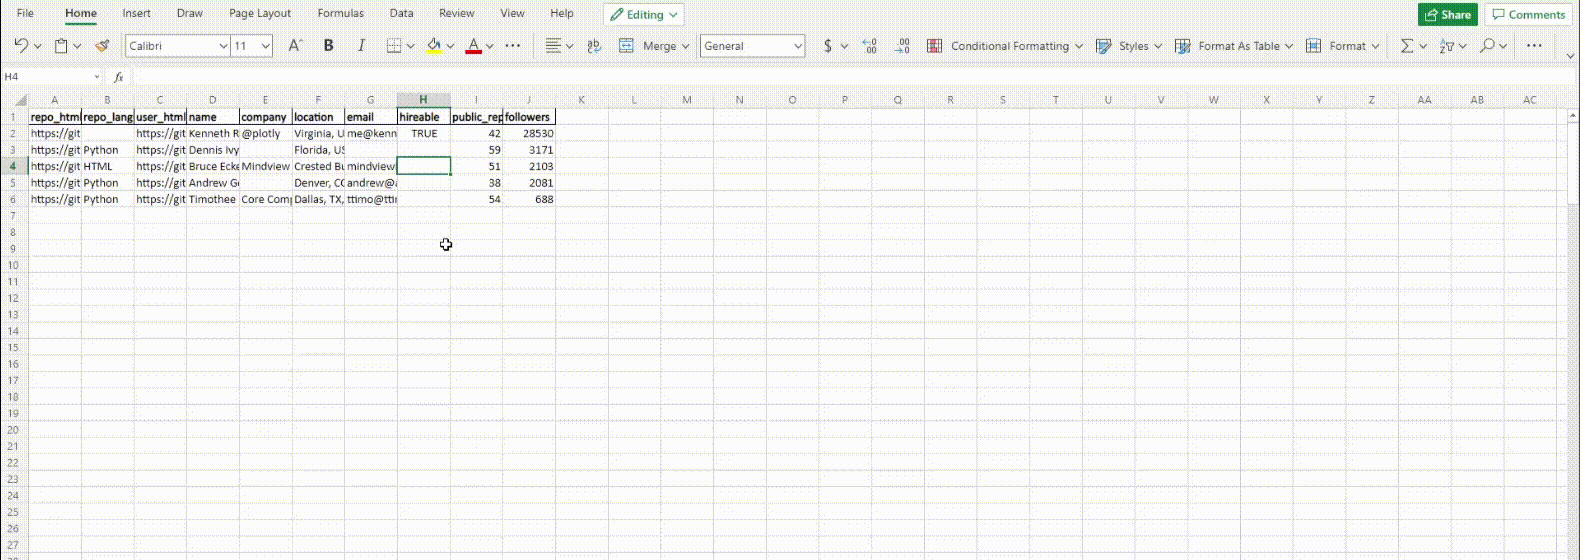 File Home Insert Draw Page Layout Formulas Data Review View Help Editing Share Comments
Calibri 11 A B I A ab Merge General $ .00 .00 Conditional Formatting Styles Format As Table Format
H4 fx
A B C D E F G H I J K L M N O P Q R S T U V W X Y Z AA AB AC
1 repo_html repo_lang user_html name company location email hireable public_rep followers
2 https://git https://git Kenneth R @plotly Virginia, U me@kenn TRUE 42 28530
3 https://git Python https://git Dennis Ivy Florida, US 59 3171
4 https://git HTML https://git Bruce Ecke Mindview Crested Bu mindview 51 2103
5 https://git Python https://git Andrew G Denver, CO andrew@a 38 2081
6 https://git Python https://git Timothee Core Comp Dallas, TX, ttimo@tti 54 688
7
8
9
10
11
12
13
14
15
16
17
18
19
20
21
22
23
24
25
26
27